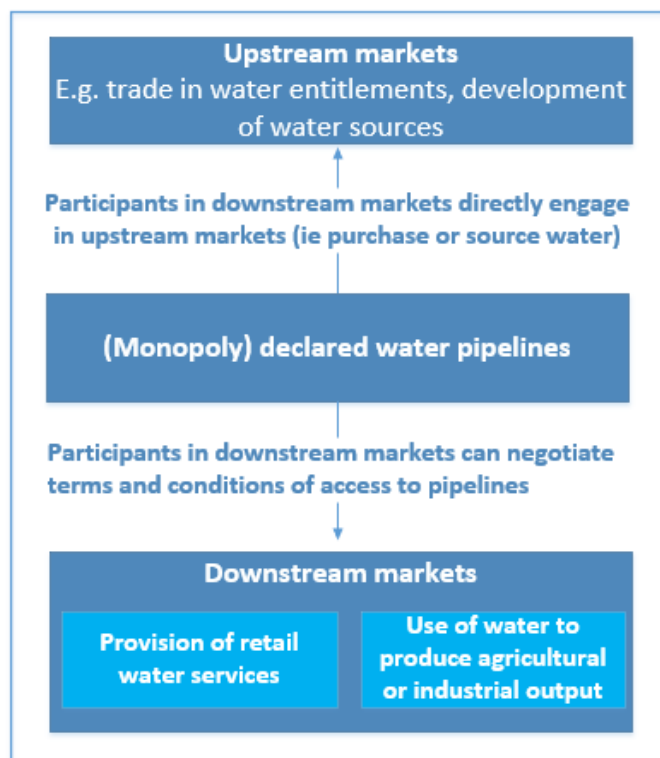 Upstream markets
E.g. trade in water entitlements, development
of water sources
Participants in downstream markets directly engage
in upstream markets (ie purchase or source water)
(Monopoly) declared water pipelines
Participants in downstream markets can negotiate
terms and conditions of access to pipelines
Downstream markets
Provision of retail
water services
Use of water to
produce agricultural
or industrial output